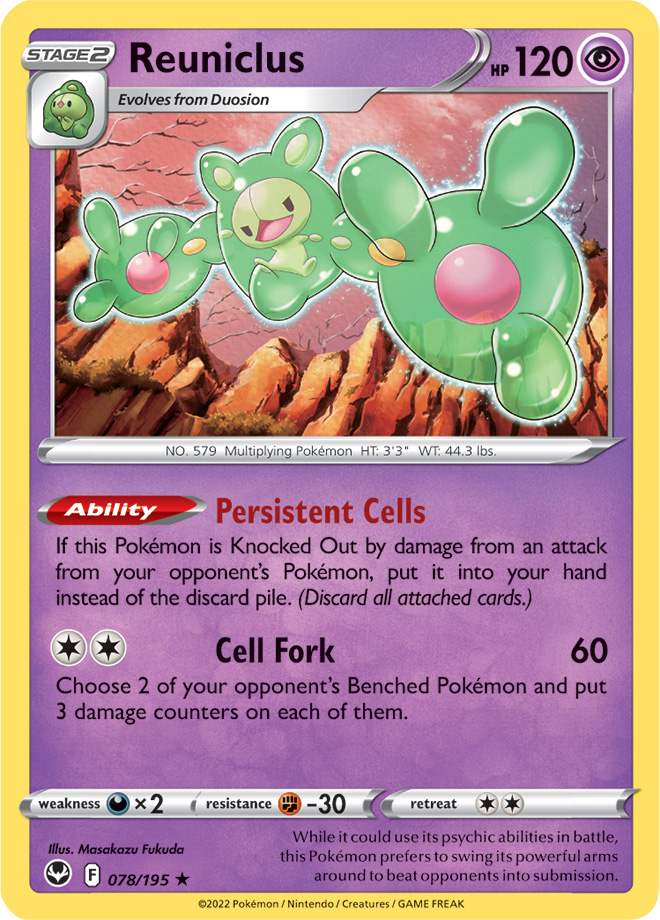 STAGE2
Reuniclus
HP 120
Evolves from Duosion
NO. 579 Multiplying Pokémon HT: 3'3" WT: 44.3 lbs.
Ability Persistent Cells
If this Pokémon is Knocked Out by damage from an attack
from your opponent's Pokémon, put it into your hand
instead of the discard pile. (Discard all attached cards.)
Cell Fork 60
Choose 2 of your opponent's Benched Pokémon and put
3 damage counters on each of them.
weakness ×2 resistance -30 retreat
Illus. Masakazu Fukuda
F 078/195 ★
While it could use its psychic abilities in battle,
this Pokémon prefers to swing its powerful arms
around to beat opponents into submission.
©2022 Pokémon / Nintendo / Creatures / GAME FREAK